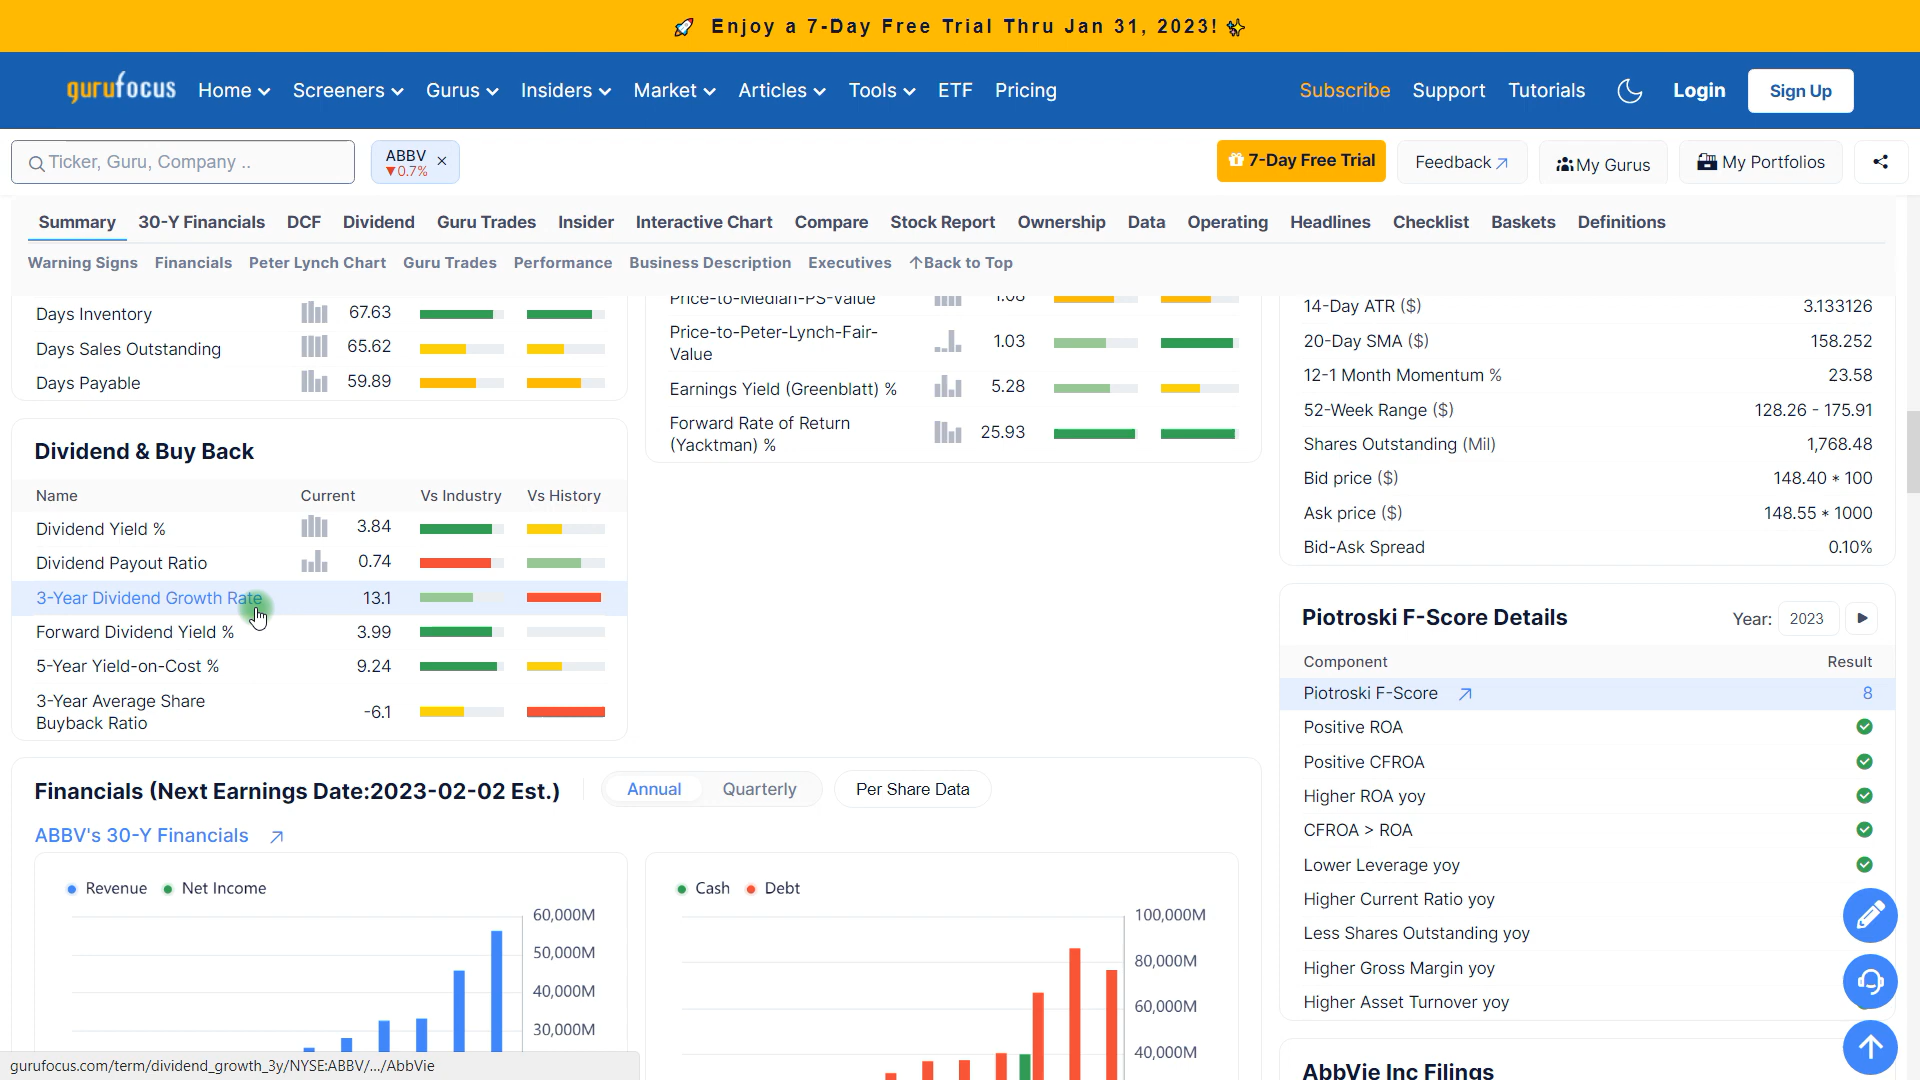 🚀 Enjoy a 7-Day Free Trial Thru Jan 31, 2023! ✨
gurufocus Home Screeners Gurus Insiders Market Articles Tools ETF Pricing Subscribe Support Tutorials Login Sign Up
Ticker, Guru, Company ..
ABBV ×
▼0.7%
7-Day Free Trial
Feedback
My Gurus
My Portfolios
Summary 30-Y Financials DCF Dividend Guru Trades Insider Interactive Chart Compare Stock Report Ownership Data Operating Headlines Checklist Baskets Definitions
Warning Signs Financials Peter Lynch Chart Guru Trades Performance Business Description Executives ↑Back to Top
Days Inventory 67.63
Days Sales Outstanding 65.62
Days Payable 59.89
Dividend & Buy Back
Name Current Vs Industry Vs History
Dividend Yield % 3.84
Dividend Payout Ratio 0.74
3-Year Dividend Growth Rate 13.1
Forward Dividend Yield % 3.99
5-Year Yield-on-Cost % 9.24
3-Year Average Share
Buyback Ratio -6.1
Price-to-Median-PS-Value 1.08
Price-to-Peter-Lynch-Fair-
Value 1.03
Earnings Yield (Greenblatt) % 5.28
Forward Rate of Return
(Yacktman) % 25.93
14-Day ATR ($) 3.133126
20-Day SMA ($) 158.252
12-1 Month Momentum % 23.58
52-Week Range ($) 128.26 - 175.91
Shares Outstanding (Mil) 1,768.48
Bid price ($) 148.40 * 100
Ask price ($) 148.55 * 1000
Bid-Ask Spread 0.10%
Piotroski F-Score Details Year: 2023
Component Result
Piotroski F-Score 8
Positive ROA
Positive CFROA
Higher ROA yoy
CFROA > ROA
Lower Leverage yoy
Higher Current Ratio yoy
Less Shares Outstanding yoy
Higher Gross Margin yoy
Higher Asset Turnover yoy
AbbVie Inc Filings
Financials (Next Earnings Date:2023-02-02 Est.) Annual Quarterly Per Share Data
ABBV's 30-Y Financials
Revenue Net Income
60,000M
50,000M
40,000M
30,000M
Cash Debt
100,000M
80,000M
60,000M
40,000M
gurufocus.com/term/dividend_growth_3y/NYSE:ABBV/.../AbbVie